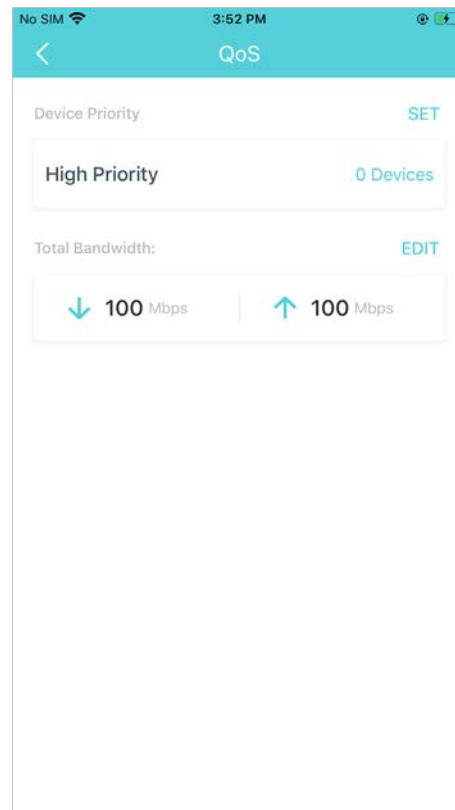 No SIM 3:52 PM
QoS
Device Priority SET
High Priority 0 Devices
Total Bandwidth: EDIT
100 Mbps 100 Mbps